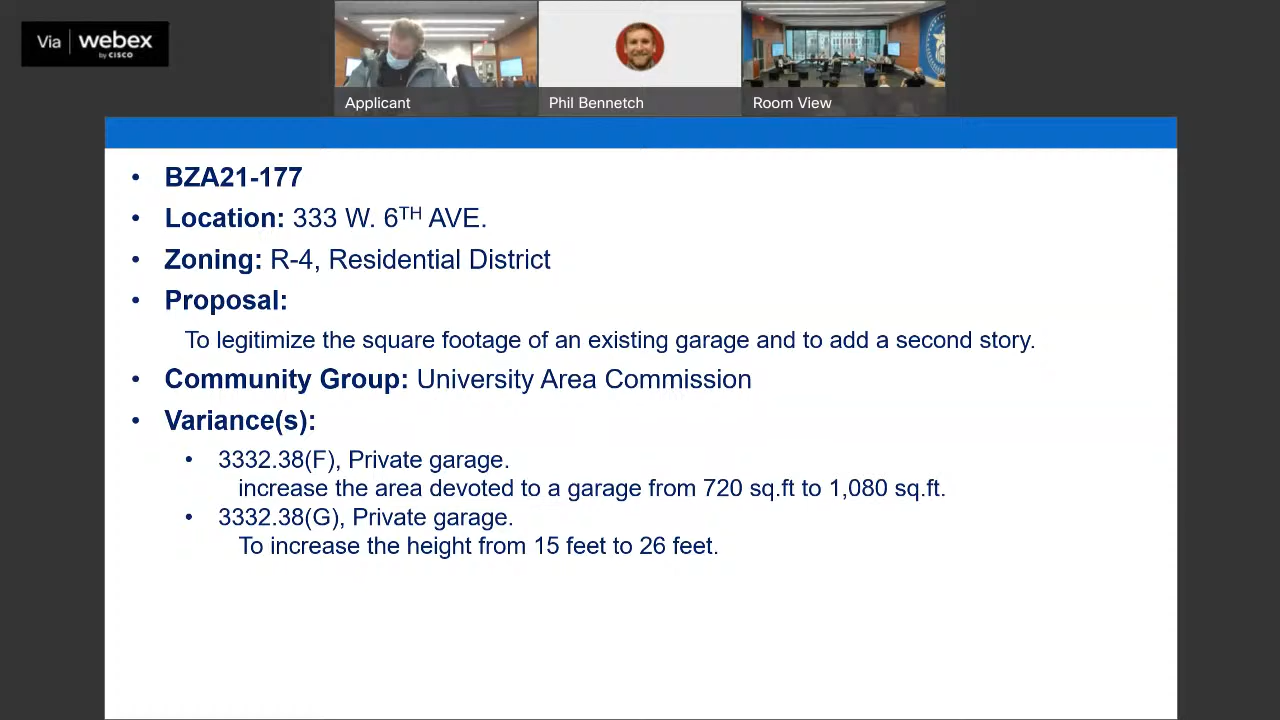 Via webex
by CISCO
Applicant
Phil Bennetch
Room View
• BZA21-177
• Location: 333 W. 6TH AVE.
• Zoning: R-4, Residential District
• Proposal:
To legitimize the square footage of an existing garage and to add a second story.
• Community Group: University Area Commission
• Variance(s):
• 3332.38(F), Private garage.
increase the area devoted to a garage from 720 sq.ft to 1,080 sq.ft.
• 3332.38(G), Private garage.
To increase the height from 15 feet to 26 feet.